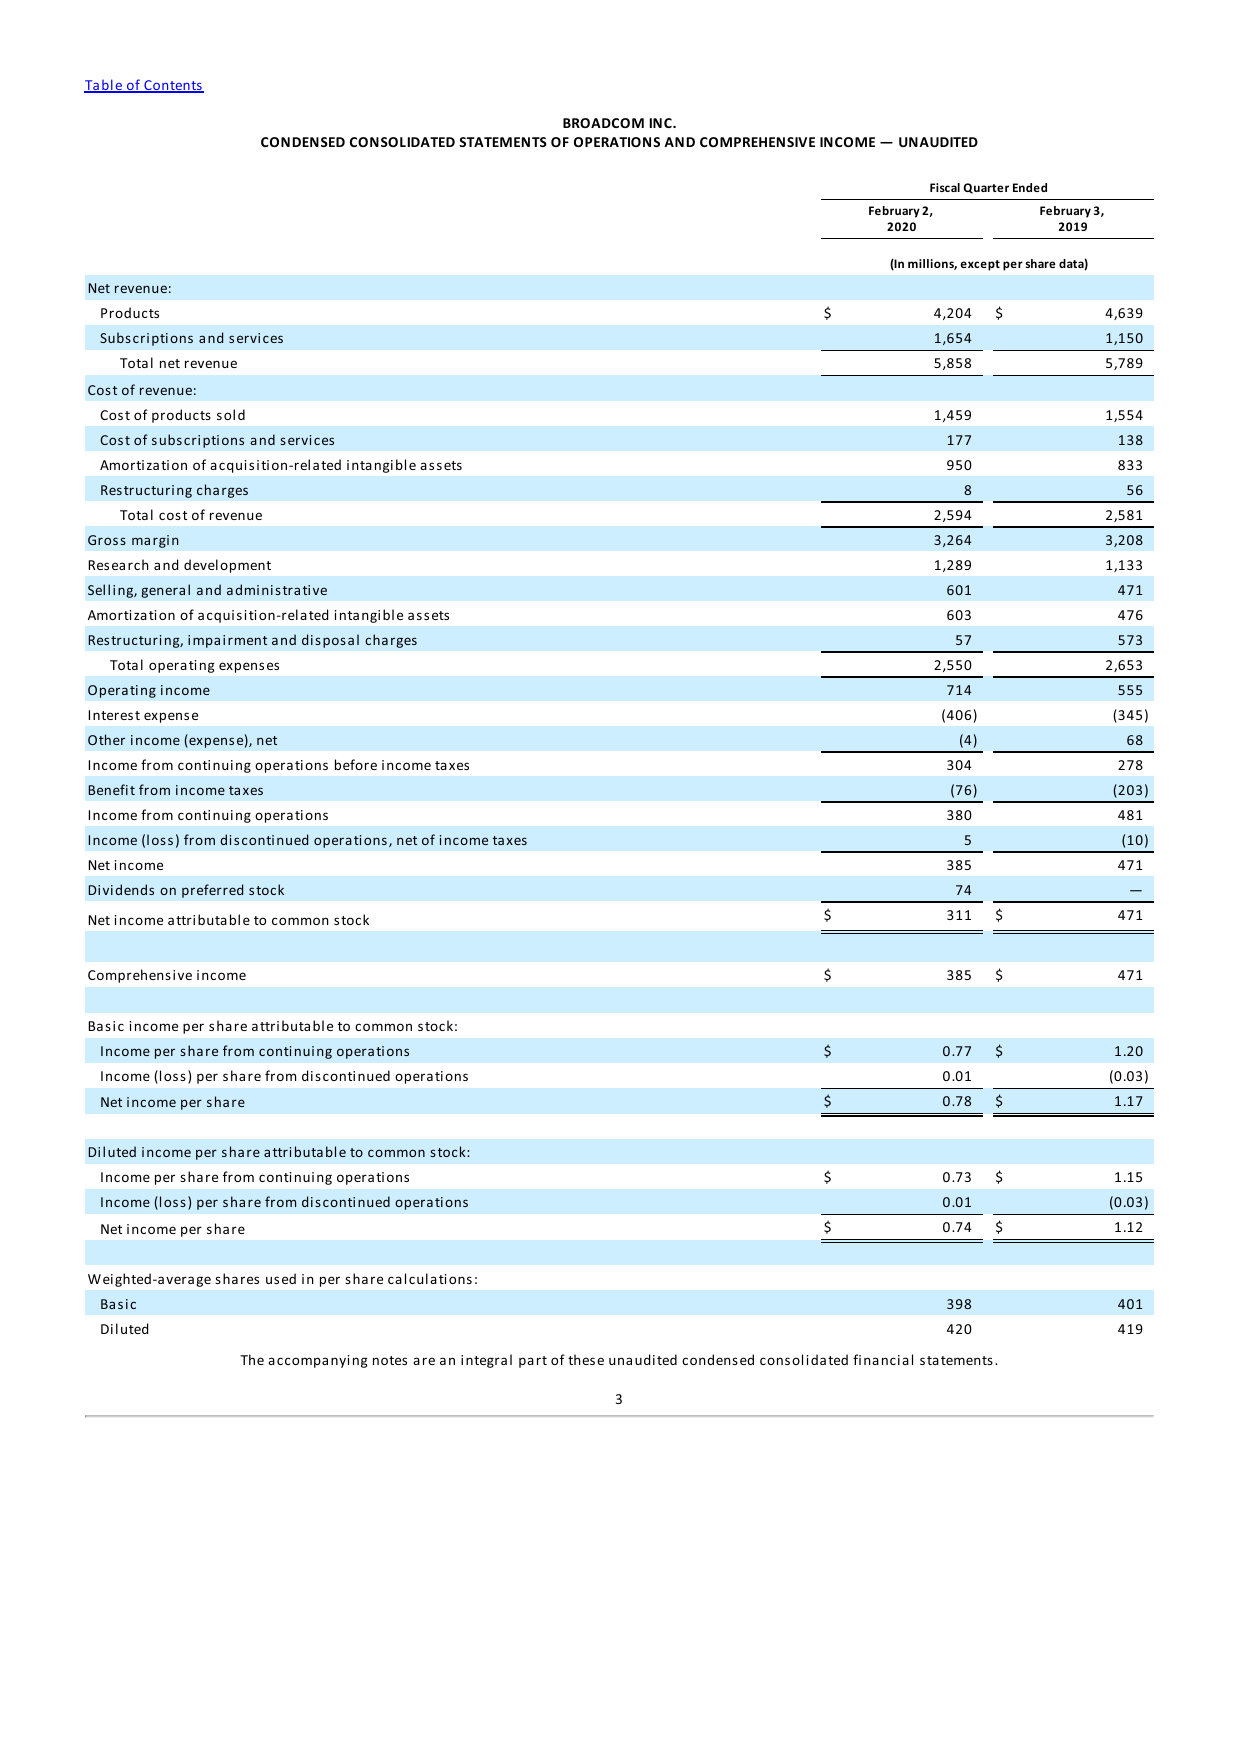 Table of Contents
BROADCOM INC.
CONDENSED CONSOLIDATED STATEMENTS OF OPERATIONS AND COMPREHENSIVE INCOME — UNAUDITED
Fiscal Quarter Ended
February 2, 2020 February 3, 2019
(In millions, except per share data)
Net revenue:
Products $ 4,204 $ 4,639
Subscriptions and services 1,654 1,150
Total net revenue 5,858 5,789
Cost of revenue:
Cost of products sold 1,459 1,554
Cost of subscriptions and services 177 138
Amortization of acquisition-related intangible assets 950 833
Restructuring charges 8 56
Total cost of revenue 2,594 2,581
Gross margin 3,264 3,208
Research and development 1,289 1,133
Selling, general and administrative 601 471
Amortization of acquisition-related intangible assets 603 476
Restructuring, impairment and disposal charges 57 573
Total operating expenses 2,550 2,653
Operating income 714 555
Interest expense (406) (345)
Other income (expense), net (4) 68
Income from continuing operations before income taxes 304 278
Benefit from income taxes (76) (203)
Income from continuing operations 380 481
Income (loss) from discontinued operations, net of income taxes 5 (10)
Net income 385 471
Dividends on preferred stock 74 —
Net income attributable to common stock $ 311 $ 471
Comprehensive income $ 385 $ 471
Basic income per share attributable to common stock:
Income per share from continuing operations $ 0.77 $ 1.20
Income (loss) per share from discontinued operations 0.01 (0.03)
Net income per share $ 0.78 $ 1.17
Diluted income per share attributable to common stock:
Income per share from continuing operations $ 0.73 $ 1.15
Income (loss) per share from discontinued operations 0.01 (0.03)
Net income per share $ 0.74 $ 1.12
Weighted-average shares used in per share calculations:
Basic 398 401
Diluted 420 419
The accompanying notes are an integral part of these unaudited condensed consolidated financial statements.
3